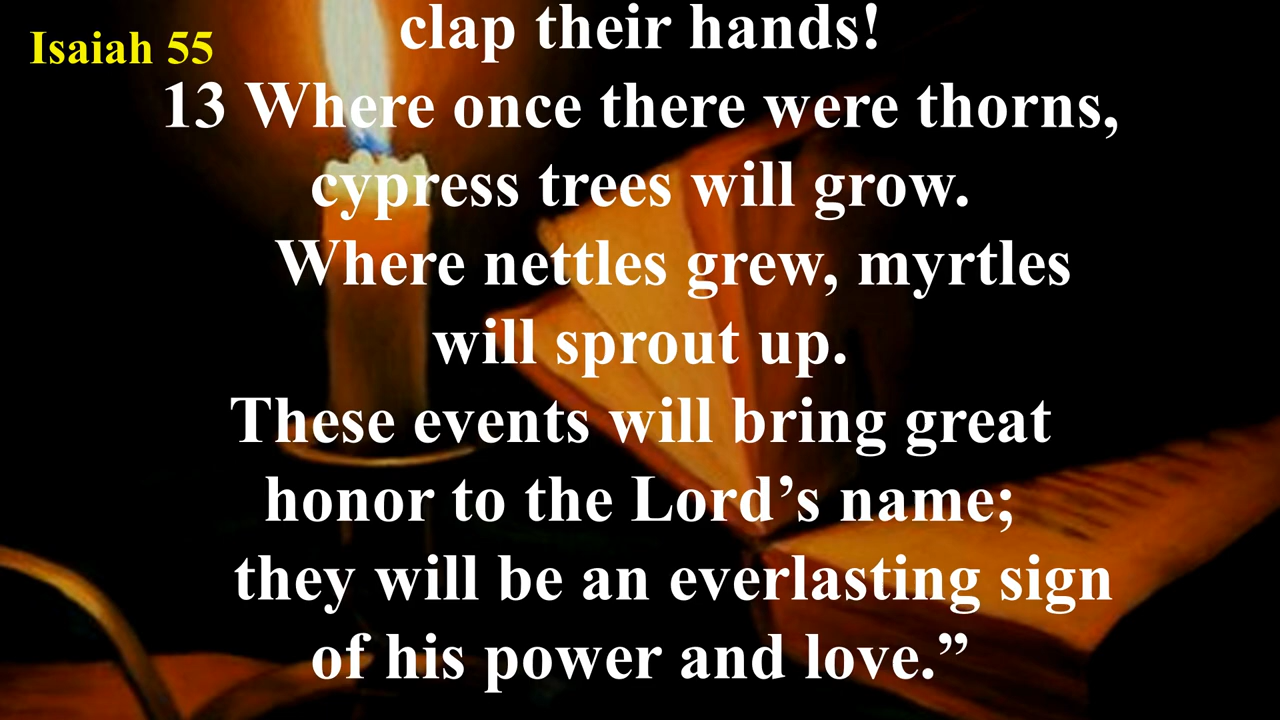 Isaiah 55
clap their hands!
13 Where once there were thorns,
cypress trees will grow.
Where nettles grew, myrtles
will sprout up.
These events will bring great
honor to the Lord’s name;
they will be an everlasting sign
of his power and love.”